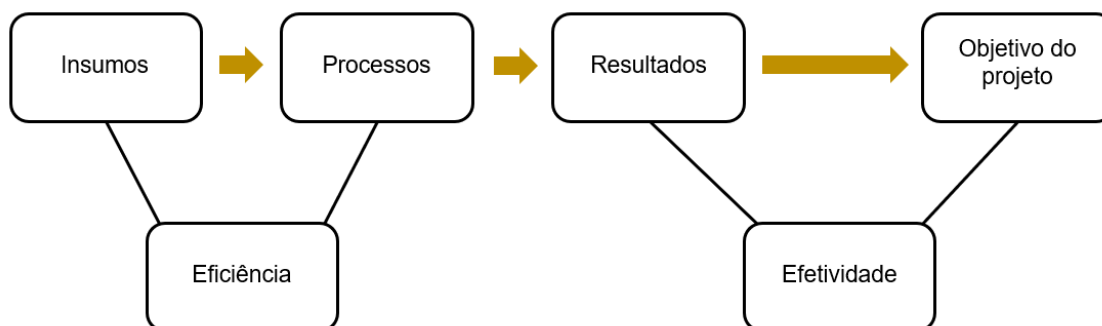 Insumos
Processos
Resultados
Objetivo do
projeto
Eficiência
Efetividade